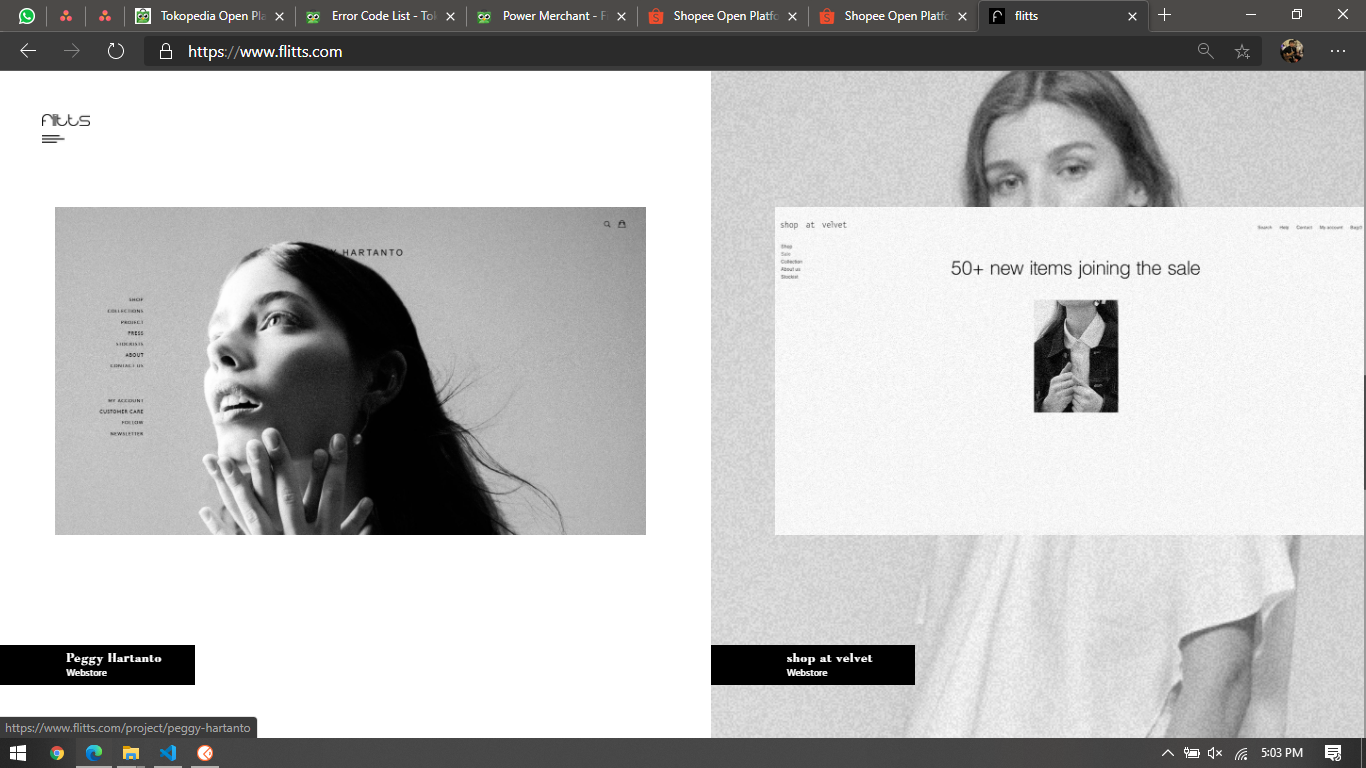 Tokopedia Open Pla
Error Code List - Tok
Power Merchant - Fi
Shopee Open Platfo
Shopee Open Platfo
flitts
https://www.flitts.com
flitts
HARTANTO
SHOP
COLLECTIONS
PROJECT
PRESS
STOCKISTS
ABOUT
CONTACT US
MY ACCOUNT
CUSTOMER CARE
FOLLOW
NEWSLETTER
Peggy Hartanto
Webstore
shop at velvet
Search Help Contact My account Bag
Shop
Sale
Collection
About us
Stockist
50+ new items joining the sale
shop at velvet
Webstore
https://www.flitts.com/project/peggy-hartanto
5:03 PM